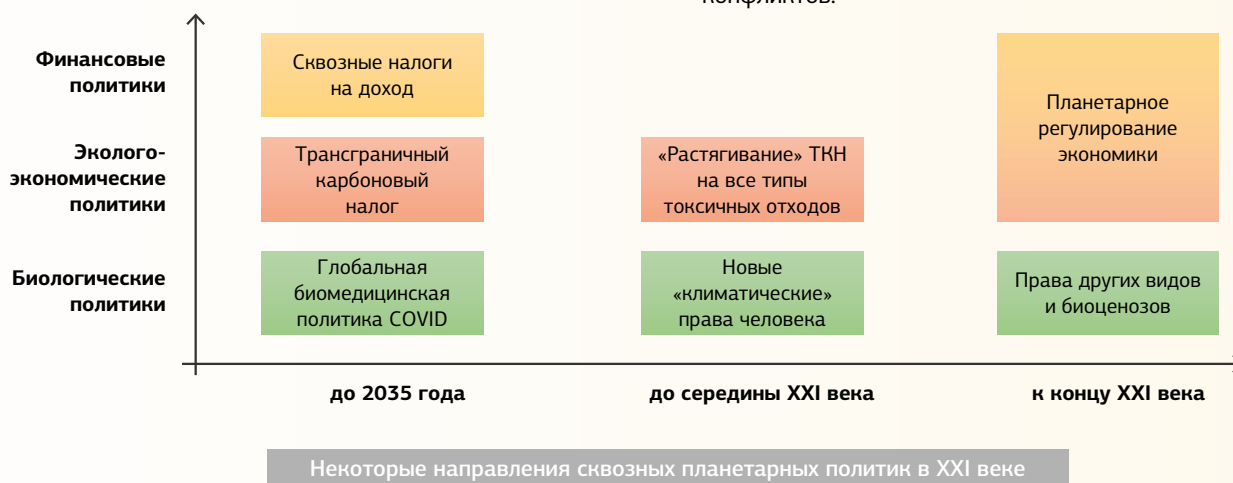 конфликтов.
Финансовые
политики
Сквозные налоги
на доход
Планетарное
регулирование
экономики
Эколого-
экономические
политики
Трансграничный
карбоновый
налог
«Растягивание» ТКН
на все типы
токсичных отходов
Биологические
политики
Глобальная
биомедицинская
политика COVID
Новые
«климатические»
права человека
Права других видов
и биоценозов
до 2035 года
до середины XXI века
к концу XXI века
Некоторые направления сквозных планетарных политик в XXI веке